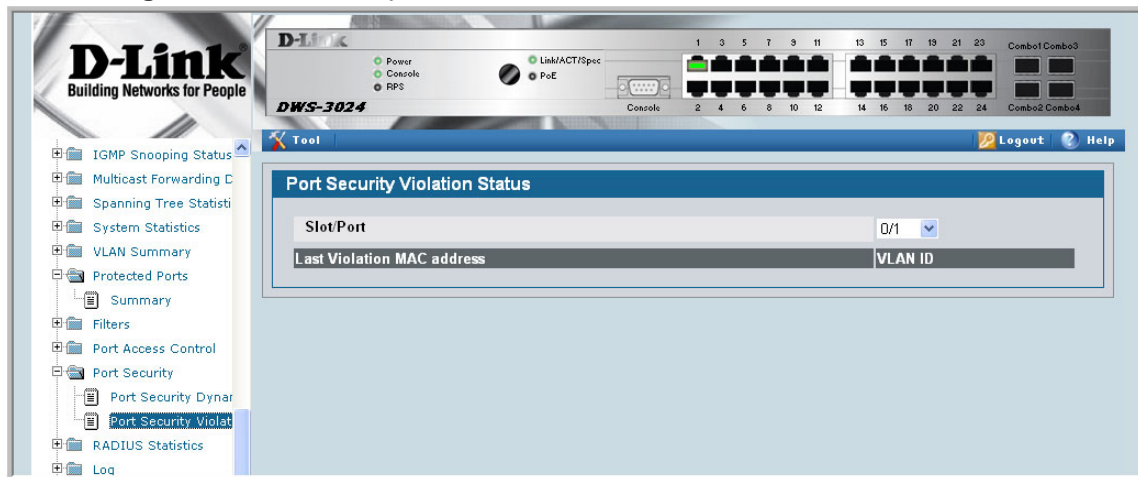 D-Link
Building Networks for People
D-Link
Power
Console
RPS
Link/ACT/Spec
PoE
DWS-3024
Console
1 3 5 7 9 11 13 15 17 19 21 23 Combo1 Combo3
2 4 6 8 10 12 14 16 18 20 22 24 Combo2 Combo4
Tool
Logout
Help
IGMP Snooping Status
Multicast Forwarding D
Spanning Tree Statisti
System Statistics
VLAN Summary
Protected Ports
Summary
Filters
Port Access Control
Port Security
Port Security Dynar
Port Security Violat
RADIUS Statistics
Log
Port Security Violation Status
Slot/Port 0/1
Last Violation MAC address VLAN ID